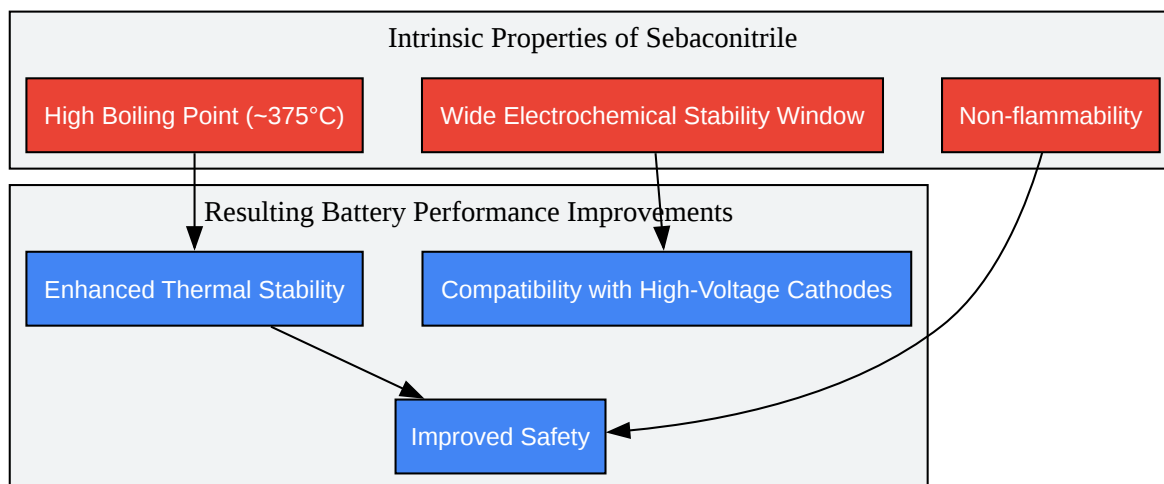 Intrinsic Properties of Sebaconitrile
High Boiling Point (~375°C)
Wide Electrochemical Stability Window
Non-flammability
Resulting Battery Performance Improvements
Enhanced Thermal Stability
Compatibility with High-Voltage Cathodes
Improved Safety